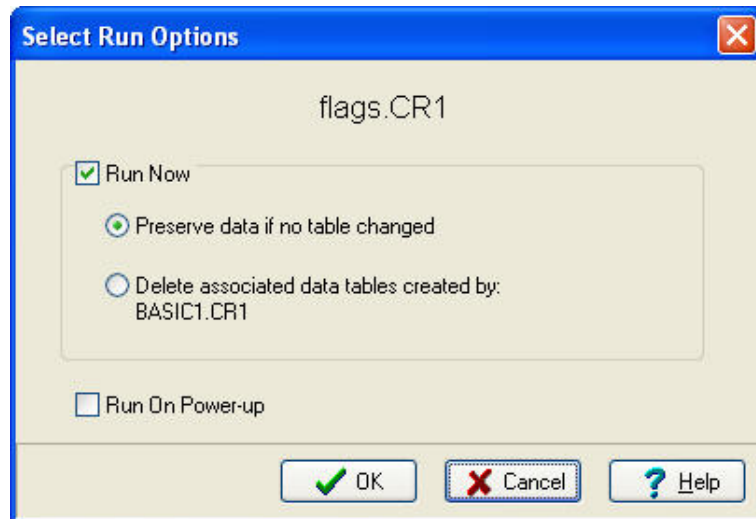 Select Run Options
flags.CR1
Run Now
Preserve data if no table changed
Delete associated data tables created by:
BASIC1.CR1
Run On Power-up
OK Cancel Help